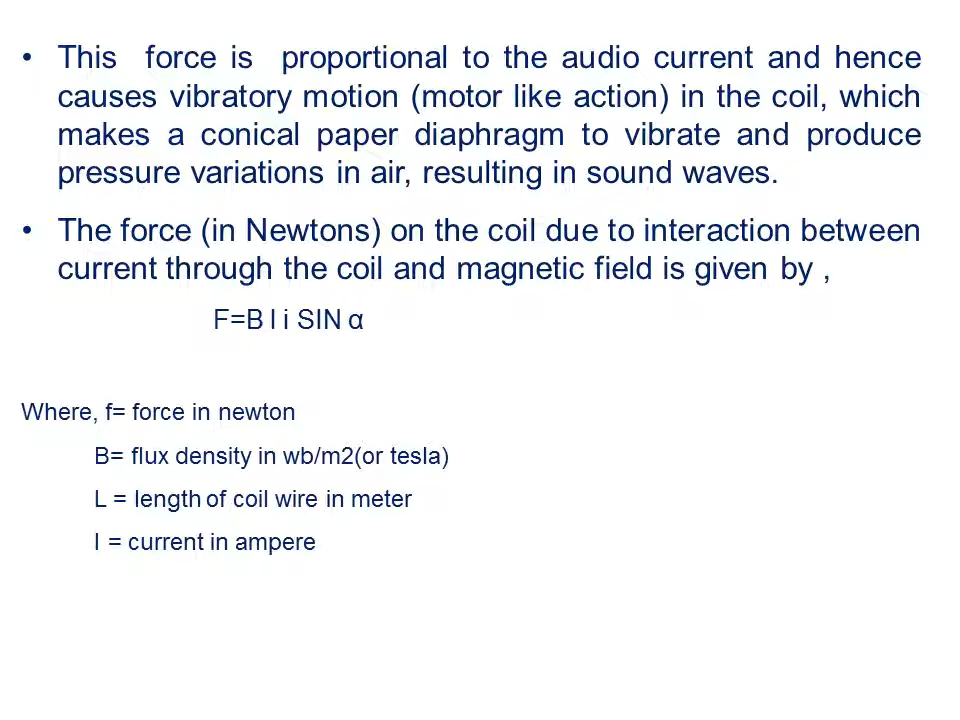 • This force is proportional to the audio current and hence
causes vibratory motion (motor like action) in the coil, which
makes a conical paper diaphragm to vibrate and produce
pressure variations in air, resulting in sound waves.
• The force (in Newtons) on the coil due to interaction between
current through the coil and magnetic field is given by ,
F=B l i SIN α
Where, f= force in newton
B= flux density in wb/m2(or tesla)
L = length of coil wire in meter
I = current in ampere